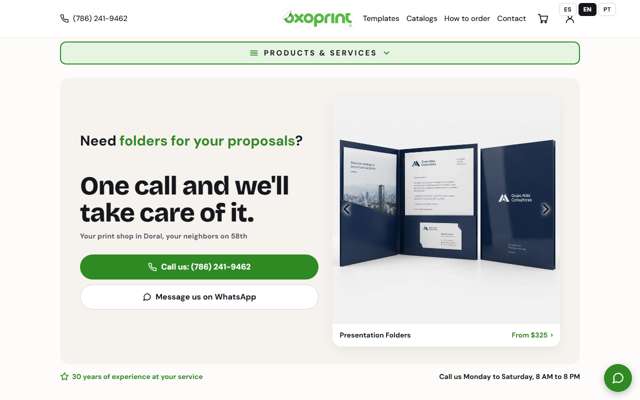 (786) 241-9462
oxoprint
Templates
Catalogs
How to order
Contact
ES
EN
PT
PRODUCTS & SERVICES
Need folders for your proposals?
One call and we'll
take care of it.
Your print shop in Doral, your neighbors on 58th
Call us: (786) 241-9462
Message us on WhatsApp
Presentation Folders
From $325 ›
30 years of experience at your service
Call us Monday to Saturday, 8 AM to 8 PM